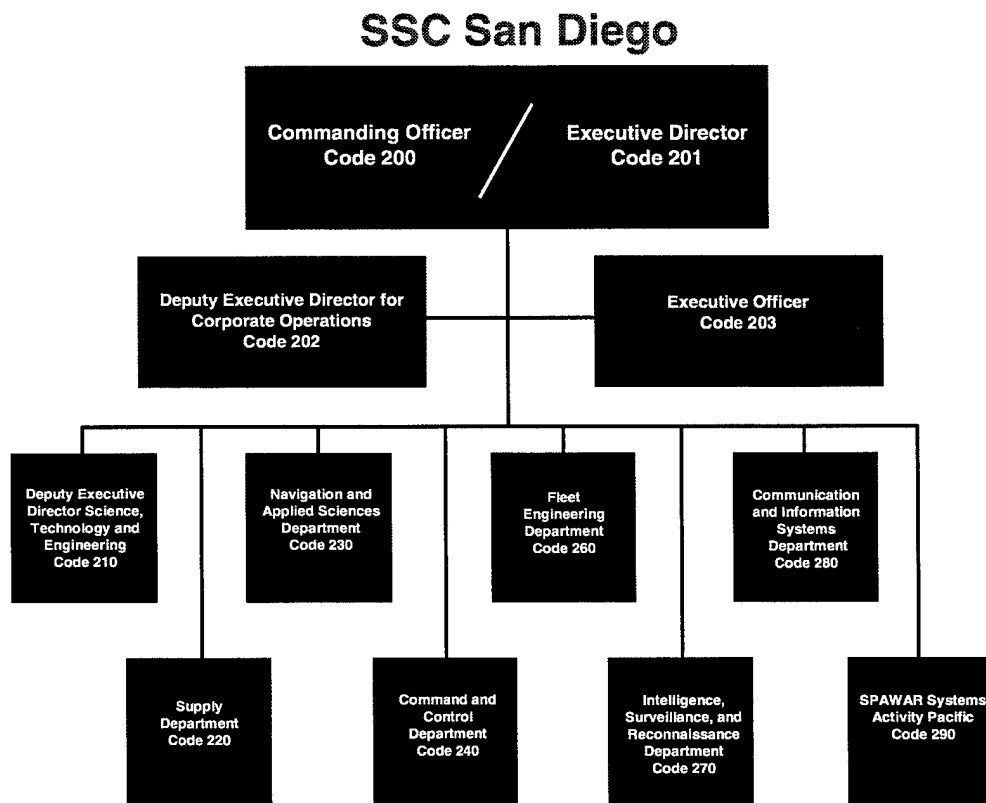 SSC San Diego
Commanding Officer
Code 200
Executive Director
Code 201
Deputy Executive Director for
Corporate Operations
Code 202
Executive Officer
Code 203
Deputy Executive
Director Science,
Technology and
Engineering
Code 210
Navigation and
Applied Sciences
Department
Code 230
Fleet
Engineering
Department
Code 260
Communication
and Information
Systems
Department
Code 280
Supply
Department
Code 220
Command and
Control
Department
Code 240
Intelligence,
Surveillance, and
Reconnaissance
Department
Code 270
SPAWAR Systems
Activity Pacific
Code 290